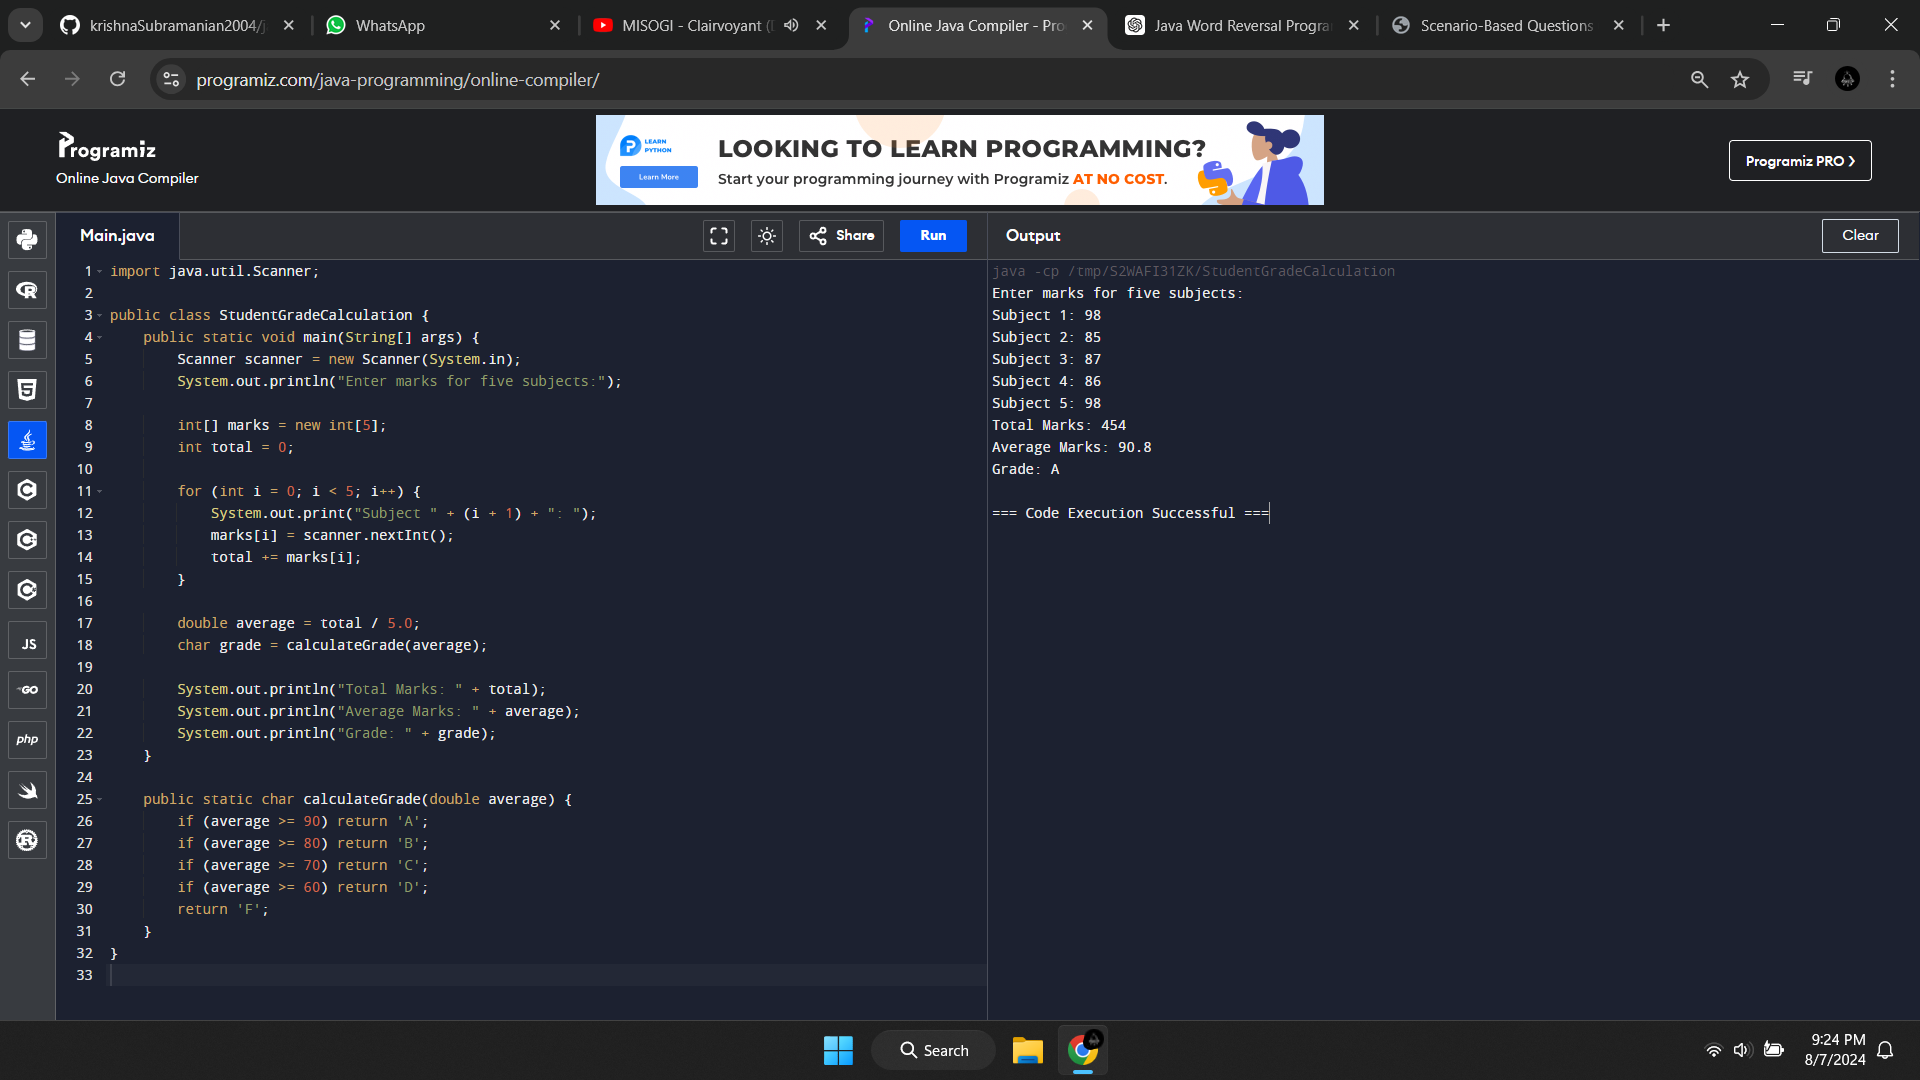 krishnaSubramanian2004/j
WhatsApp
MISOGI - Clairvoyant (
Online Java Compiler - Pro
Java Word Reversal Progra
Scenario-Based Questions
programiz.com/java-programming/online-compiler/
Programiz
Online Java Compiler
LEARN
PYTHON
Learn More
LOOKING TO LEARN PROGRAMMING?
Start your programming journey with Programiz AT NO COST.
Programiz PRO >
Main.java
Share
Run
Output
Clear
1 import java.util.Scanner;
2
3 public class StudentGradeCalculation {
4     public static void main(String[] args) {
5         Scanner scanner = new Scanner(System.in);
6         System.out.println("Enter marks for five subjects:");
7
8         int[] marks = new int[5];
9         int total = 0;
10
11         for (int i = 0; i < 5; i++) {
12             System.out.print("Subject " + (i + 1) + ": ");
13             marks[i] = scanner.nextInt();
14             total += marks[i];
15         }
16
17         double average = total / 5.0;
18         char grade = calculateGrade(average);
19
20         System.out.println("Total Marks: " + total);
21         System.out.println("Average Marks: " + average);
22         System.out.println("Grade: " + grade);
23     }
24
25     public static char calculateGrade(double average) {
26         if (average >= 90) return 'A';
27         if (average >= 80) return 'B';
28         if (average >= 70) return 'C';
29         if (average >= 60) return 'D';
30         return 'F';
31     }
32 }
33
java -cp /tmp/S2WAFI31ZK/StudentGradeCalculation
Enter marks for five subjects:
Subject 1: 98
Subject 2: 85
Subject 3: 87
Subject 4: 86
Subject 5: 98
Total Marks: 454
Average Marks: 90.8
Grade: A
=== Code Execution Successful ===
JS
GO
php
Search
9:24 PM
8/7/2024